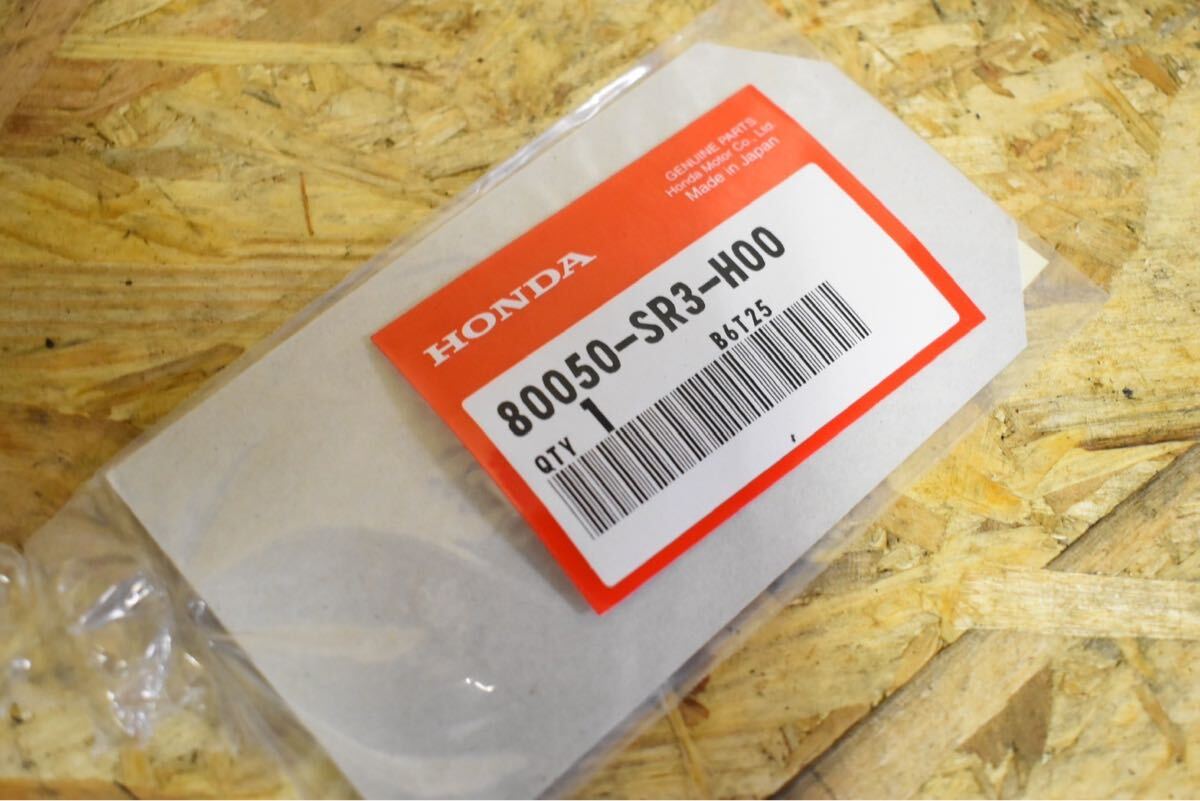 HONDA
GENUINE PARTS
Honda Motor Co., Ltd.
Made in Japan
80050-SR3-H00
QTY 1 B6T25